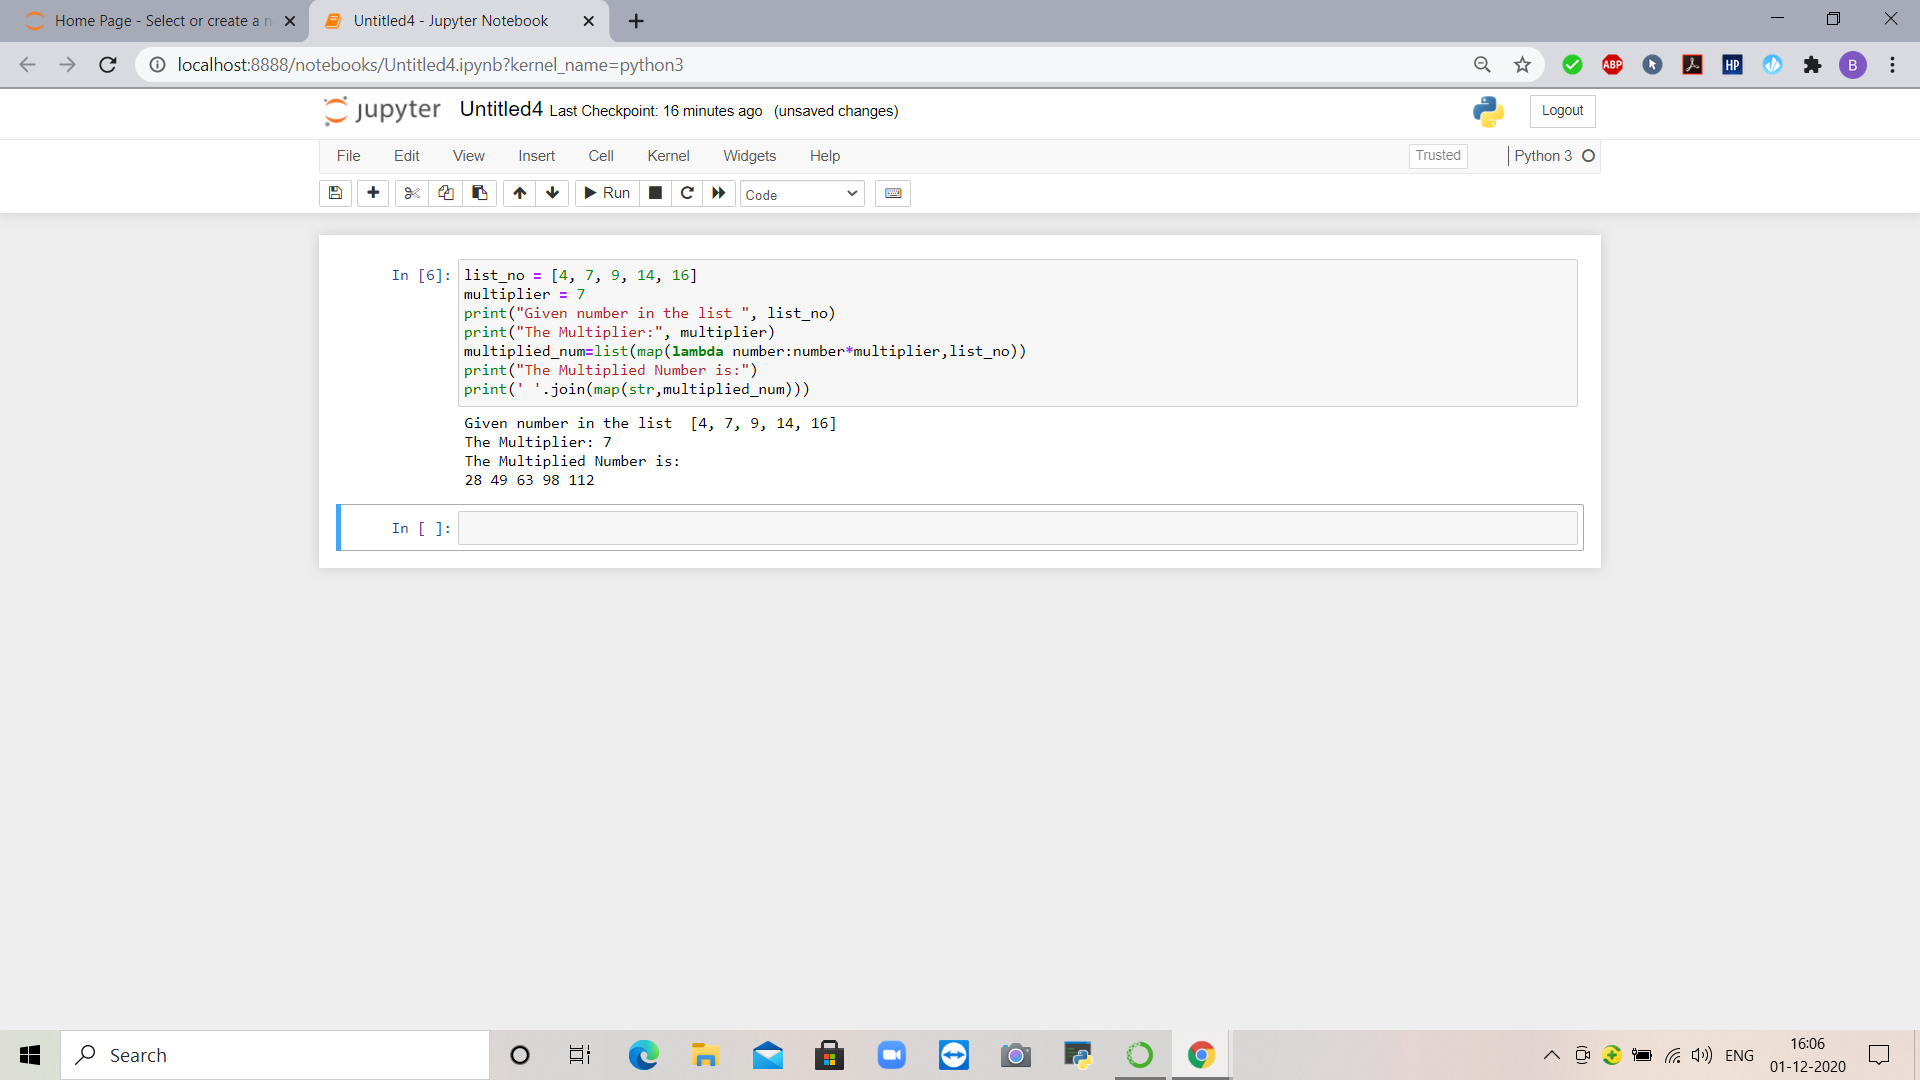 Home Page - Select or create a n
Untitled4 - Jupyter Notebook
localhost:8888/notebooks/Untitled4.ipynb?kernel_name=python3
ABP
HP
B
jupyter Untitled4 Last Checkpoint: 16 minutes ago (unsaved changes)
Logout
File Edit View Insert Cell Kernel Widgets Help
Trusted
Python 3
Run
Code
In [6]:
list_no = [4, 7, 9, 14, 16]
multiplier = 7
print("Given number in the list ", list_no)
print("The Multiplier:", multiplier)
multiplied_num=list(map(lambda number:number*multiplier,list_no))
print("The Multiplied Number is:")
print(' '.join(map(str,multiplied_num)))
Given number in the list  [4, 7, 9, 14, 16]
The Multiplier: 7
The Multiplied Number is:
28 49 63 98 112
In [ ]:
Search
ENG
16:06
01-12-2020